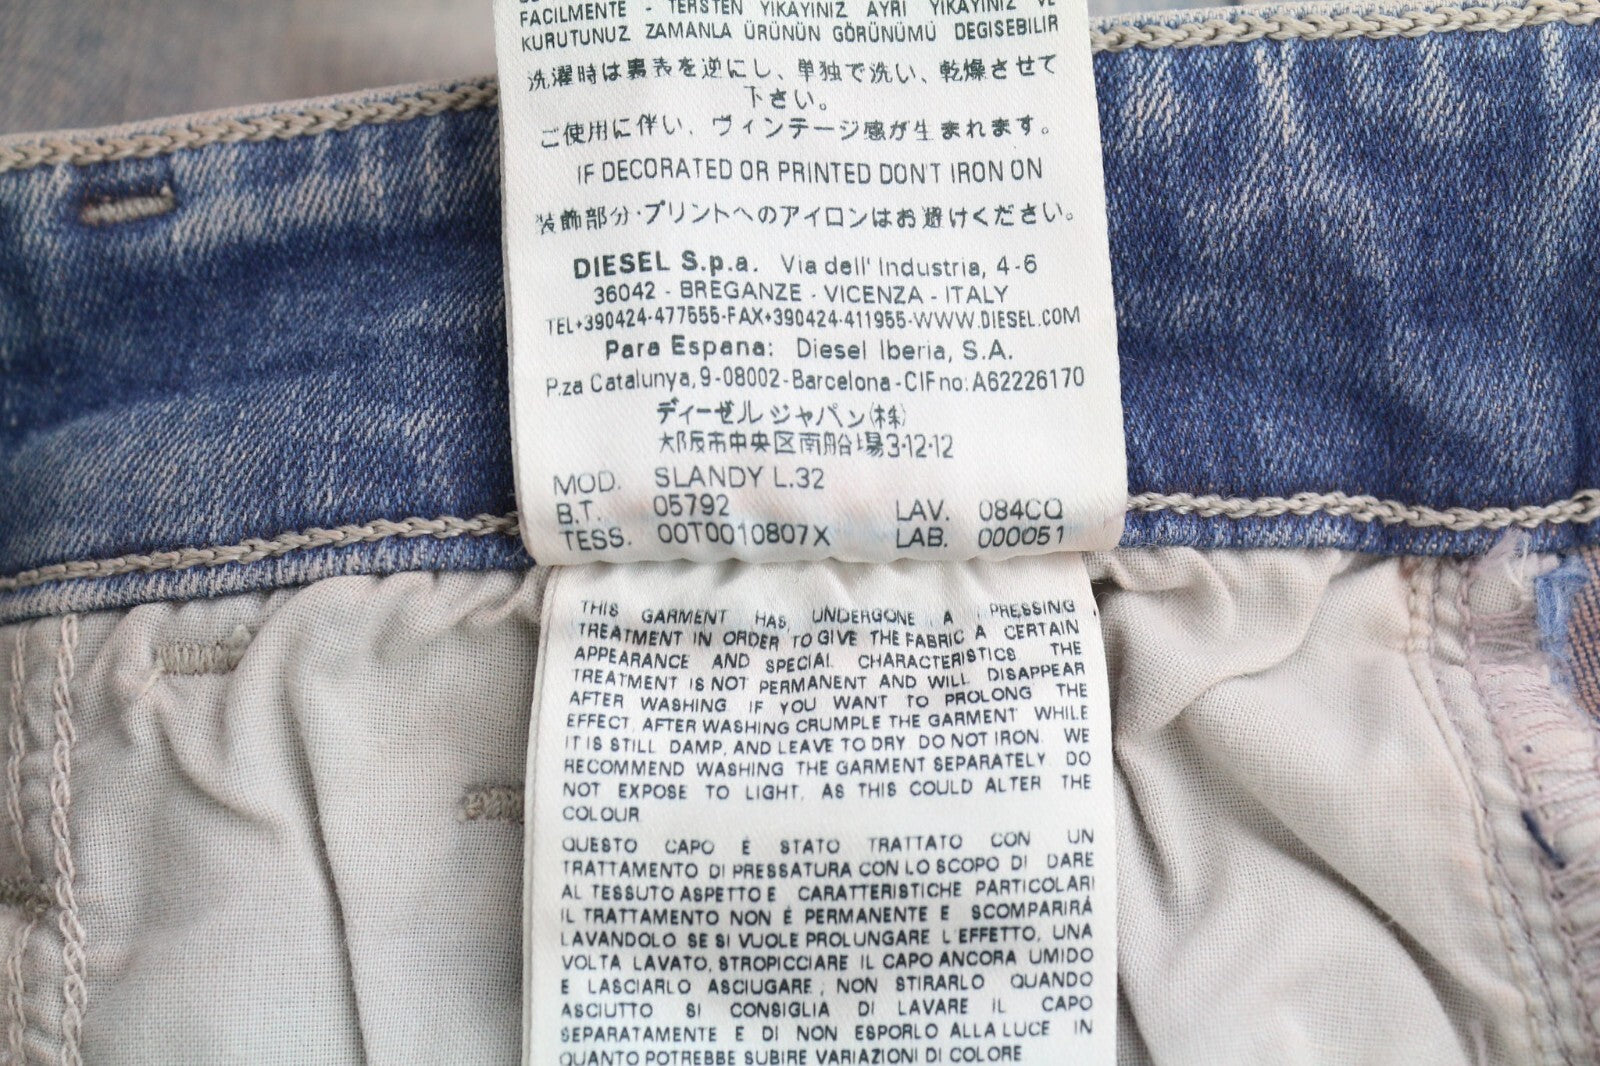 FACILMENTE - TERSTEN YIKAYINIZ AYRI YIKAYINIZ VE
KURUTUNUZ ZAMANLA ÜRÜNÜN GÖRÜNÜMÜ DEGISEBILIR
洗濯時は裏表を逆にし、単独で洗い、乾燥させて
下さい。
ご使用に伴い、ヴィンテージ感が生まれます。
IF DECORATED OR PRINTED DON'T IRON ON
装飾部分・プリントへのアイロンはお避けください。
DIESEL S.p.a. Via dell' Industria, 4-6
36042 - BREGANZE - VICENZA - ITALY
TEL+390424-477555-FAX+390424-411955-WWW.DIESEL.COM
Para Espana: Diesel Iberia, S.A.
P.za Catalunya, 9-08002-Barcelona-CIF no: A62226170
ディーゼル ジャパン(株)
大阪市中央区南船場3-12-12
MOD. SLANDY L.32
B.T. 05792 LAV. 084CQ
TESS. 00T0010807X LAB. 000051
THIS GARMENT HAS UNDERGONE A PRESSING
TREATMENT IN ORDER TO GIVE THE FABRIC A CERTAIN
APPEARANCE AND SPECIAL CHARACTERISTICS THE
TREATMENT IS NOT PERMANENT AND WILL DISAPPEAR
AFTER WASHING. IF YOU WANT TO PROLONG THE
EFFECT, AFTER WASHING CRUMPLE THE GARMENT WHILE
IT IS STILL DAMP, AND LEAVE TO DRY. DO NOT IRON. WE
RECOMMEND WASHING THE GARMENT SEPARATELY. DO
NOT EXPOSE TO LIGHT, AS THIS COULD ALTER THE
COLOUR
QUESTO CAPO É STATO TRATTATO CON UN
TRATTAMENTO DI PRESSATURA CON LO SCOPO DI DARE
AL TESSUTO ASPETTO E CARATTERISTICHE PARTICOLARI
IL TRATTAMENTO NON É PERMANENTE E SCOMPARIRÁ
LAVANDOLO SE SI VUOLE PROLUNGARE L'EFFETTO, UNA
VOLTA LAVATO, STROPICCIARE IL CAPO ANCORA UMIDO
E LASCIARLO ASCIUGARE, NON STIRARLO QUANDO
ASCIUTTO SI CONSIGLIA DI LAVARE IL CAPO
SEPARATAMENTE E DI NON ESPORLO ALLA LUCE IN
QUANTO POTREBBE SUBIRE VARIAZIONI DI COLORE